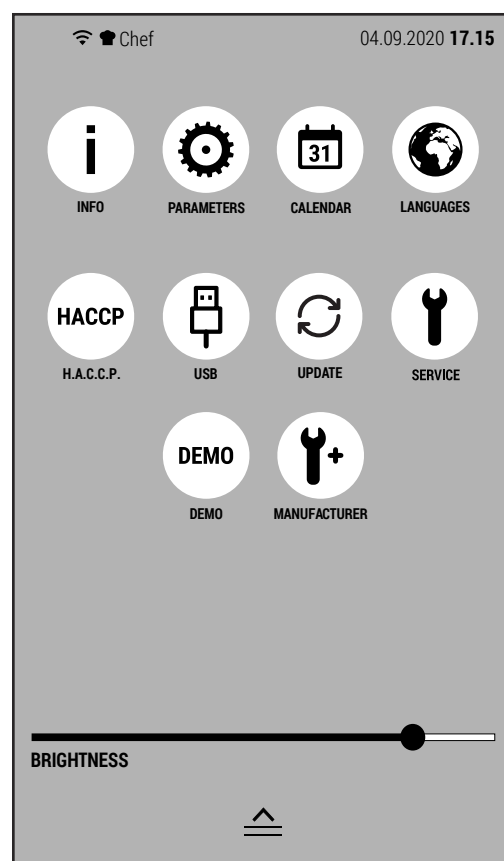 Chef 04.09.2020 17.15
i 31
INFO PARAMETERS CALENDAR LANGUAGES
HACCP
H.A.C.C.P. USB UPDATE SERVICE
DEMO
DEMO MANUFACTURER
BRIGHTNESS